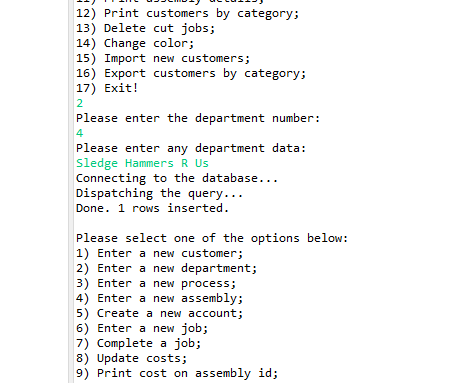 11) Print assembly details;
12) Print customers by category;
13) Delete cut jobs;
14) Change color;
15) Import new customers;
16) Export customers by category;
17) Exit!
2
Please enter the department number:
4
Please enter any department data:
Sledge Hammers R Us
Connecting to the database...
Dispatching the query...
Done. 1 rows inserted.
Please select one of the options below:
1) Enter a new customer;
2) Enter a new department;
3) Enter a new process;
4) Enter a new assembly;
5) Create a new account;
6) Enter a new job;
7) Complete a job;
8) Update costs;
9) Print cost on assembly id;